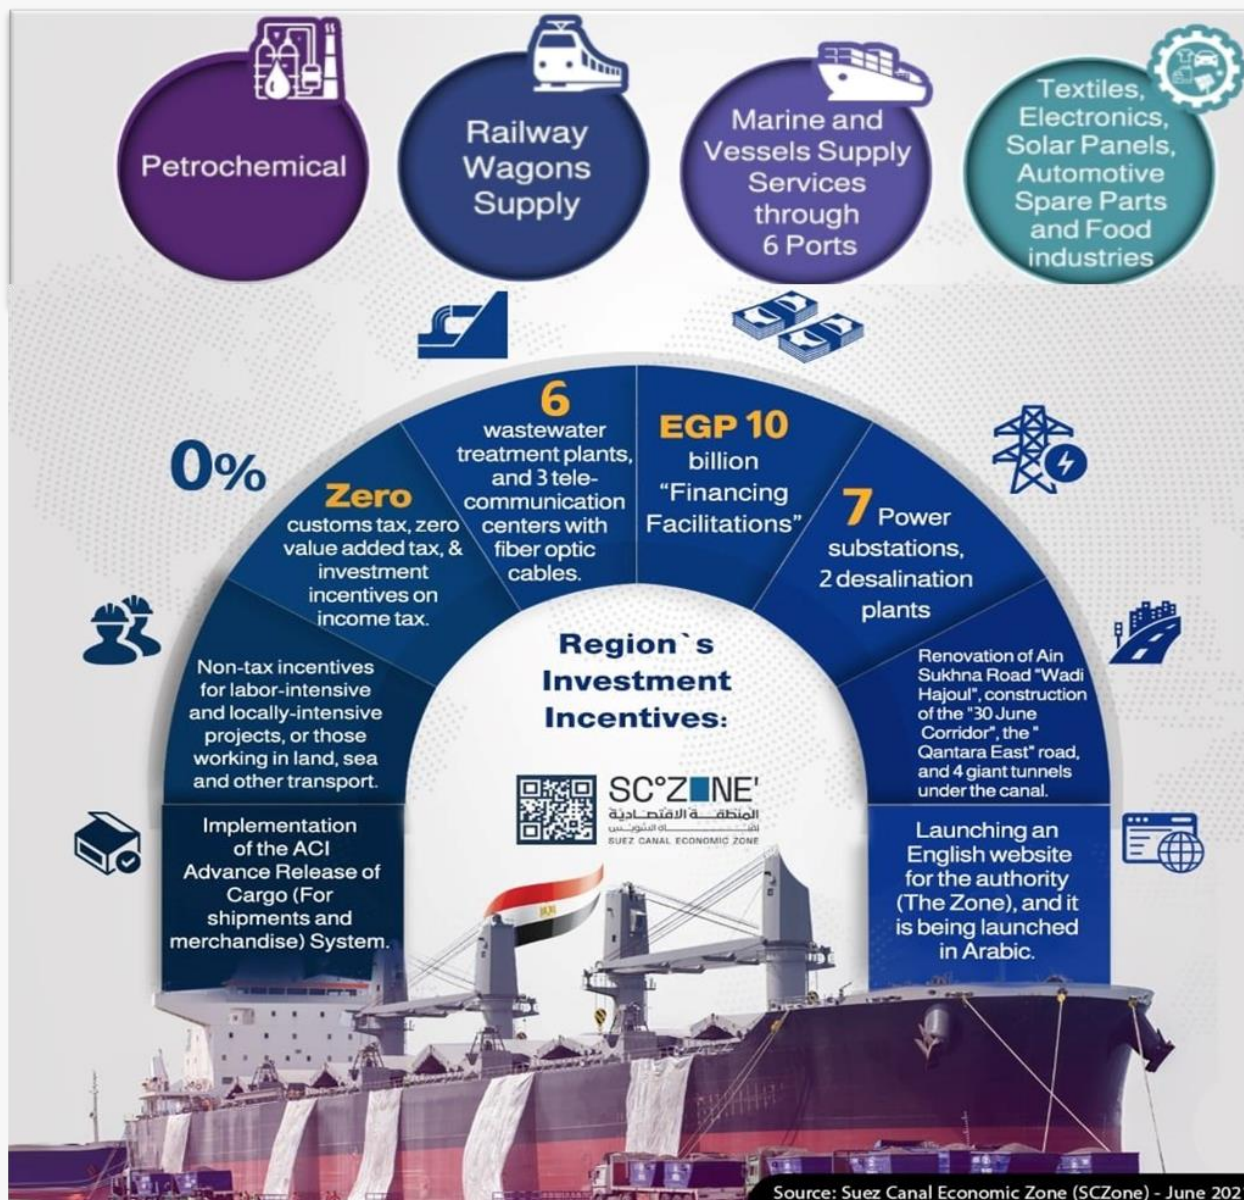 Petrochemical
Railway
Wagons
Supply
Marine and
Vessels Supply
Services
through
6 Ports
Textiles,
Electronics,
Solar Panels,
Automotive
Spare Parts
and Food
industries
0%
Implementation
of the ACI
Advance Release of
Cargo (For
shipments and
merchandise) System.
Non-tax incentives
for labor-intensive
and locally-intensive
projects, or those
working in land, sea
and other transport.
Zero
customs tax, zero
value added tax, &
investment
incentives on
income tax.
6
wastewater
treatment plants,
and 3 tele-
communication
centers with
fiber optic
cables.
EGP 10
billion
“Financing
Facilitations”
7 Power
substations,
2 desalination
plants
Renovation of Ain
Sukhna Road "Wadi
Hajoul", construction
of the "30 June
Corridor", the "
Qantara East" road,
and 4 giant tunnels
under the canal.
Launching an
English website
for the authority
(The Zone), and it
is being launched
in Arabic.
Region`s
Investment
Incentives:
SC°Z■NE'
المنطقة الاقتصادية
لقناة السويس
SUEZ CANAL ECONOMIC ZONE
Source: Suez Canal Economic Zone (SCZone) - June 202